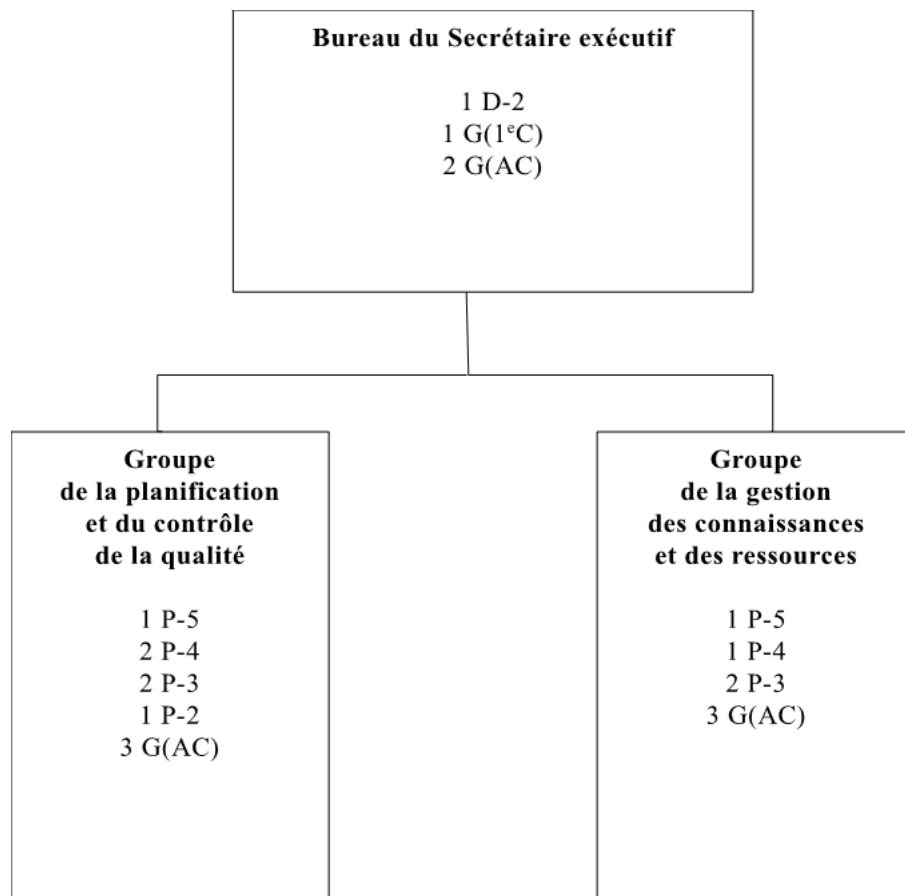 Bureau du Secrétaire exécutif
1 D-2
1 G(1ᵉC)
2 G(AC)
Groupe
de la planification
et du contrôle
de la qualité
1 P-5
2 P-4
2 P-3
1 P-2
3 G(AC)
Groupe
de la gestion
des connaissances
et des ressources
1 P-5
1 P-4
2 P-3
3 G(AC)